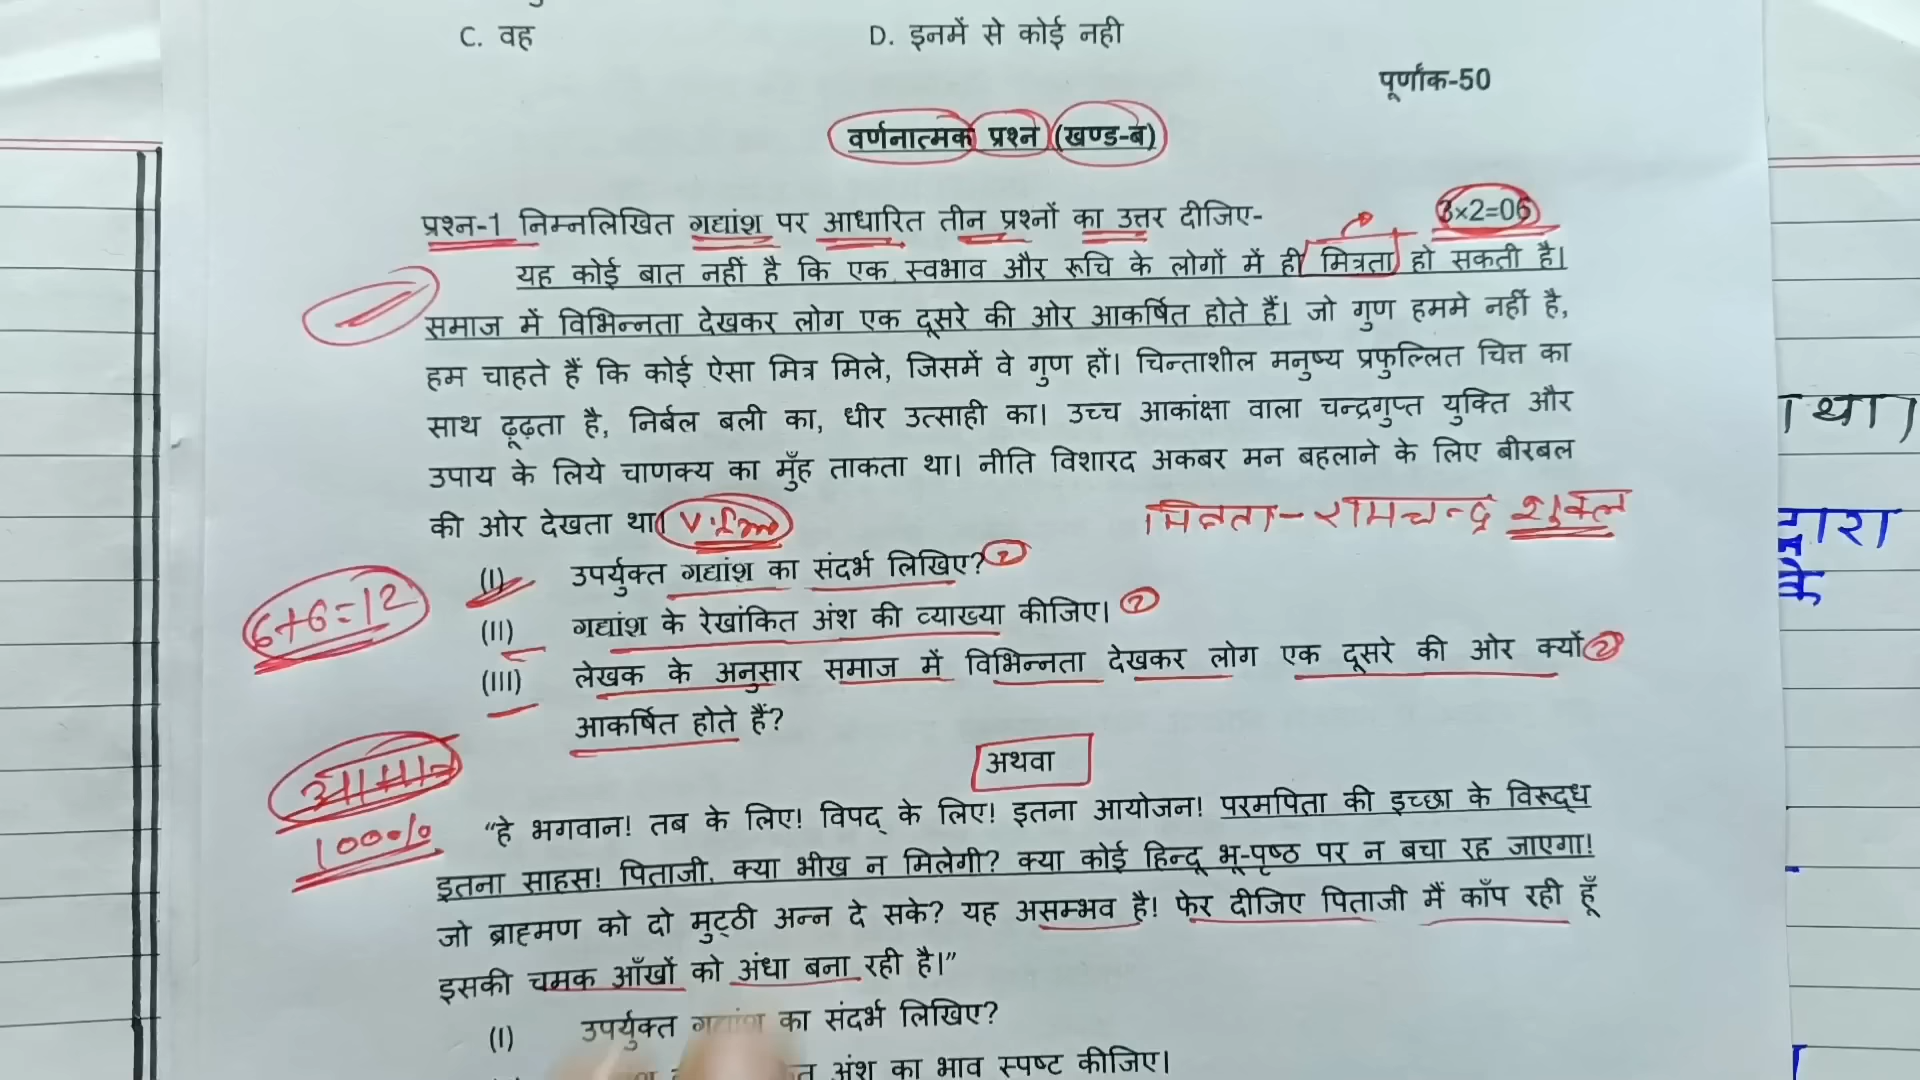 C. वह D. इनमें से कोई नही
पूर्णांक-50
वर्णनात्मक प्रश्न (खण्ड-ब)
प्रश्न-1 निम्नलिखित गद्यांश पर आधारित तीन प्रश्नों का उत्तर दीजिए- 3×2=06
यह कोई बात नहीं है कि एक स्वभाव और रूचि के लोगों में ही मित्रता हो सकती है।
समाज में विभिन्नता देखकर लोग एक दूसरे की ओर आकर्षित होते हैं। जो गुण हममे नहीं है,
हम चाहते हैं कि कोई ऐसा मित्र मिले, जिसमें वे गुण हों। चिन्ताशील मनुष्य प्रफुल्लित चित्त का
साथ ढूढ़ता है, निर्बल बली का, धीर उत्साही का। उच्च आकांक्षा वाला चन्द्रगुप्त युक्ति और
उपाय के लिये चाणक्य का मुँह ताकता था। नीति विशारद अकबर मन बहलाने के लिए बीरबल
की ओर देखता था।
मित्रता - रामचन्द्र शुक्ल
(I) उपर्युक्त गद्यांश का संदर्भ लिखिए? 2
6+6=12
(II) गद्यांश के रेखांकित अंश की व्याख्या कीजिए। 2
(III) लेखक के अनुसार समाज में विभिन्नता देखकर लोग एक दूसरे की ओर क्यों 2
आकर्षित होते हैं?
अथवा
100%
“हे भगवान! तब के लिए! विपद् के लिए! इतना आयोजन! परमपिता की इच्छा के विरूद्ध
इतना साहस! पिताजी, क्या भीख न मिलेगी? क्या कोई हिन्दू भू-पृष्ठ पर न बचा रह जाएगा!
जो ब्राह्मण को दो मुट्ठी अन्न दे सके? यह असम्भव है! फेर दीजिए पिताजी मैं काँप रही हूँ
इसकी चमक आँखों को अंधा बना रही है।”
(I) उपर्युक्त गद्यांश का संदर्भ लिखिए?
अंश का भाव स्पष्ट कीजिए।
था।
द्वारा
के